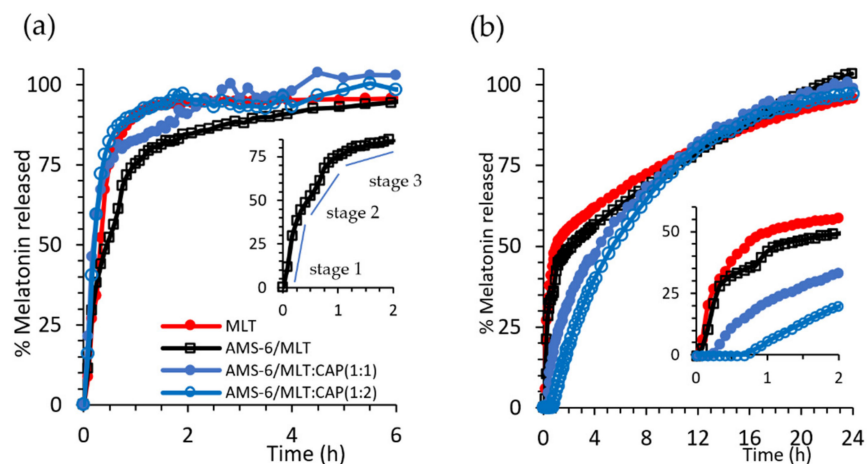 (a)
% Melatonin released
100
75
50
25
0
0 2 4 6
Time (h)
75
50
25
0
0 1 2
stage 1
stage 2
stage 3
MLT
AMS-6/MLT
AMS-6/MLT:CAP(1:1)
AMS-6/MLT:CAP(1:2)
(b)
% Melatonin released
100
75
50
25
0
0 4 8 12 16 20 24
Time (h)
50
25
0
0 1 2